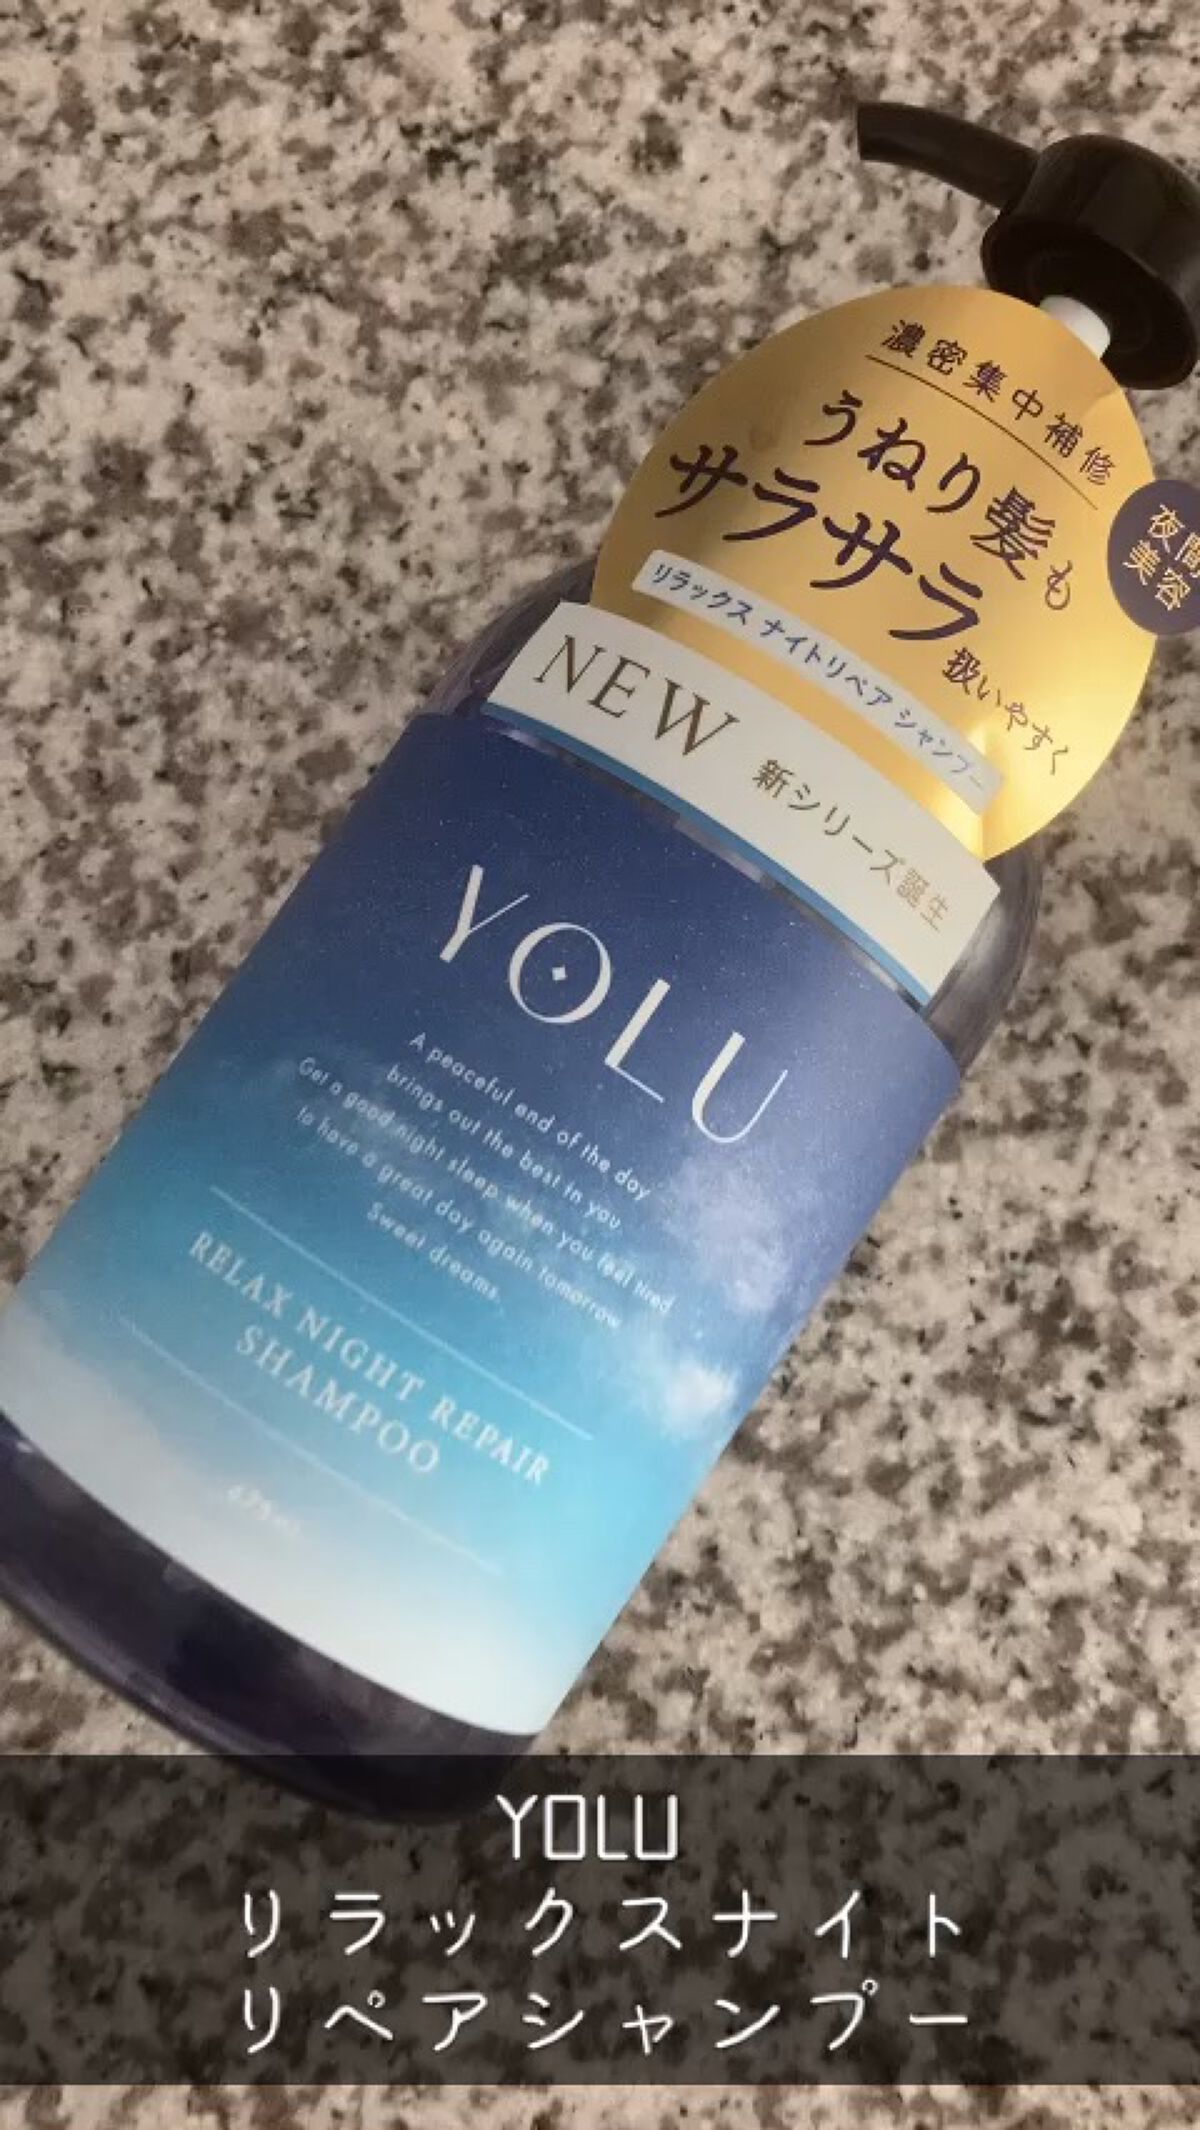 濃密集中補修
うねり髪も
サラサラ
扱いやすく
夜間
美容
リラックス ナイトリペア シャンプー
NEW 新シリーズ誕生
YOLU
A peaceful end of the day
brings out the best in you
Get a good night sleep when you feel tired
to have a great day again tomorrow
Sweet dreams.
RELAX NIGHT REPAIR
SHAMPOO
YOLU
リラックスナイト
リペアシャンプー